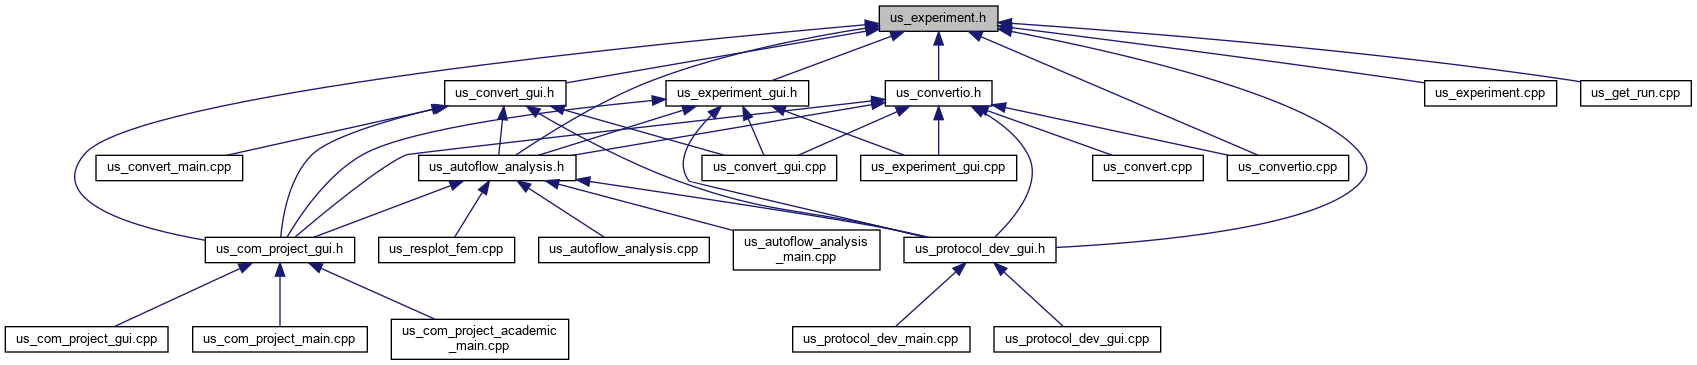 us_experiment.h
us_convert_gui.h
us_experiment_gui.h
us_convertio.h
us_experiment.cpp
us_get_run.cpp
us_convert_main.cpp
us_autoflow_analysis.h
us_convert_gui.cpp
us_experiment_gui.cpp
us_convert.cpp
us_convertio.cpp
us_com_project_gui.h
us_resplot_fem.cpp
us_autoflow_analysis.cpp
us_autoflow_analysis
_main.cpp
us_protocol_dev_gui.h
us_com_project_gui.cpp
us_com_project_main.cpp
us_com_project_academic
_main.cpp
us_protocol_dev_main.cpp
us_protocol_dev_gui.cpp